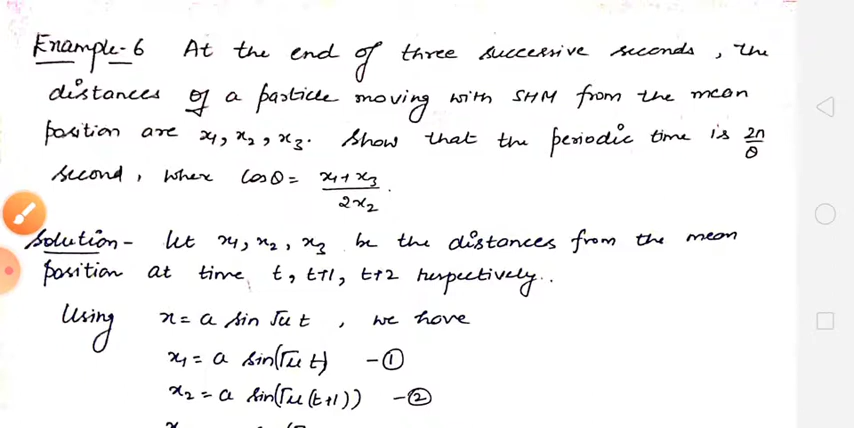 Example-6 At the end of three successive seconds, the
distances of a particle moving with SHM from the mean
position are x1, x2, x3. Show that the periodic time is 2π/θ
second, where cosθ = (x1 + x3)/(2x2).
Solution- Let x1, x2, x3 be the distances from the mean
position at time t, t+1, t+2 respectively..
Using x = a sin √μ t, we have
x1 = a sin(√μ t) -①
x2 = a sin(√μ (t+1)) -②